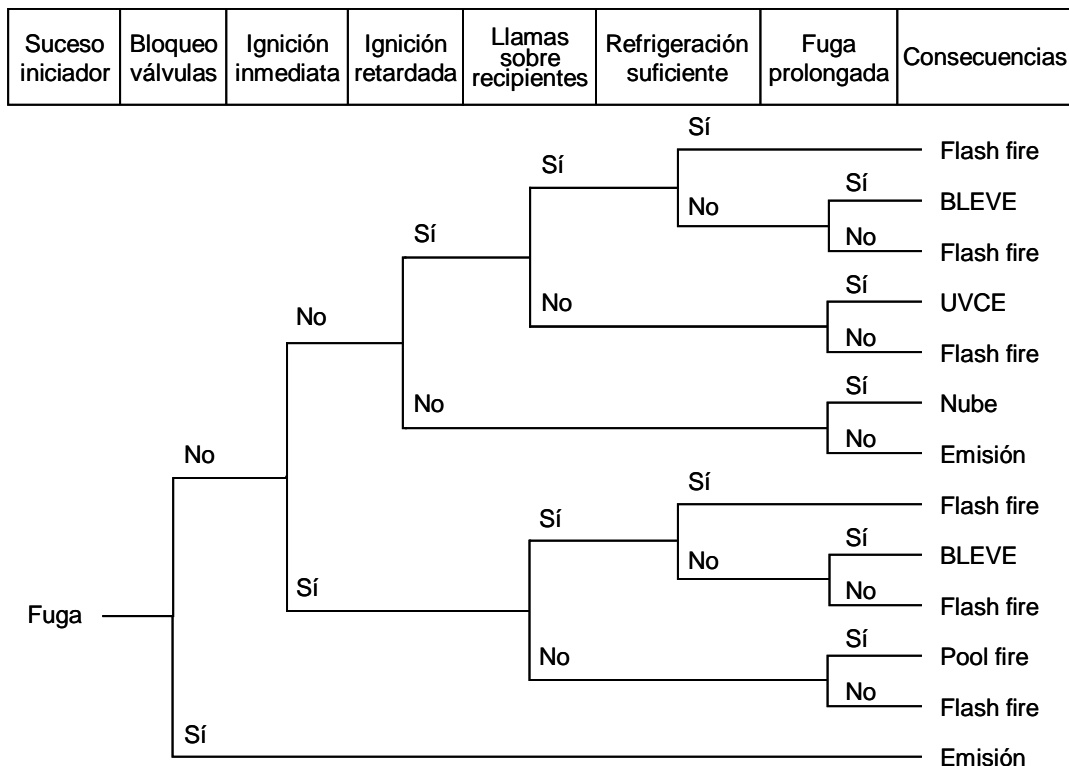 Suceso
iniciador
Bloqueo
válvulas
Ignición
inmediata
Ignición
retardada
Llamas
sobre
recipientes
Refrigeración
suficiente
Fuga
prolongada
Consecuencias
Sí
Flash fire
Sí
Sí
No
BLEVE
Sí
No
Flash fire
Sí
No
UVCE
No
No
Flash fire
Sí
No
Nube
No
No
Emisión
Sí
Flash fire
Sí
Sí
No
BLEVE
Sí
No
Flash fire
Fuga
Sí
No
Pool fire
No
Flash fire
Sí
Emisión